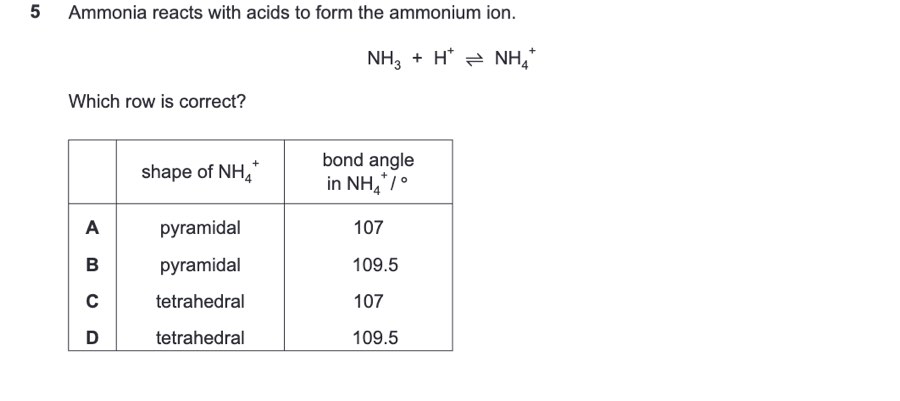 5 Ammonia reacts with acids to form the ammonium ion.
NH₃ + H⁺ ⇌ NH₄⁺
Which row is correct?
shape of NH₄⁺ bond angle in NH₄⁺/°
A pyramidal 107
B pyramidal 109.5
C tetrahedral 107
D tetrahedral 109.5